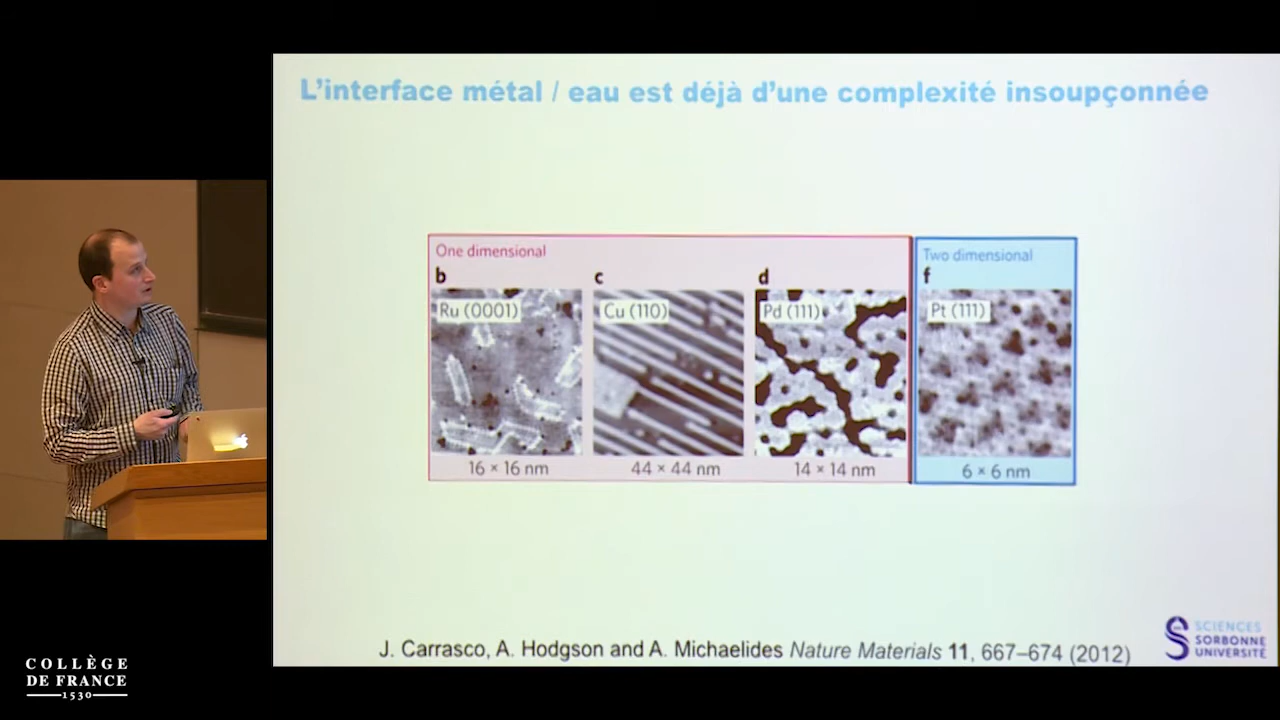 L'interface métal / eau est déjà d'une complexité insoupçonnée
One dimensional
b
c
d
Ru (0001)
Cu (110)
Pd (111)
16 × 16 nm
44 × 44 nm
14 × 14 nm
Two dimensional
f
Pt (111)
6 × 6 nm
J. Carrasco, A. Hodgson and A. Michaelides Nature Materials 11, 667–674 (2012)
SCIENCES
SORBONNE
UNIVERSITÉ
COLLÈGE
DE FRANCE
1530